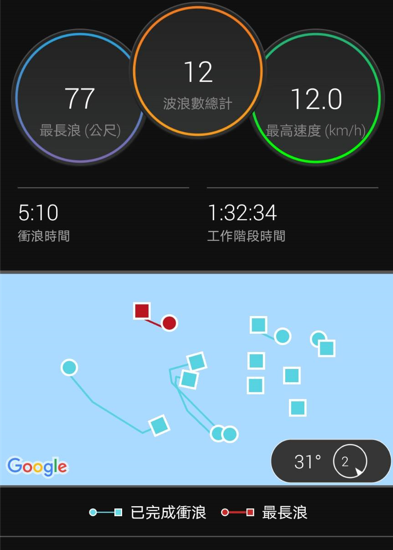 77
最長浪 (公尺)
12
波浪數總計
12.0
最高速度 (km/h)
5:10
衝浪時間
1:32:34
工作階段時間
Google
31° 2
已完成衝浪 最長浪